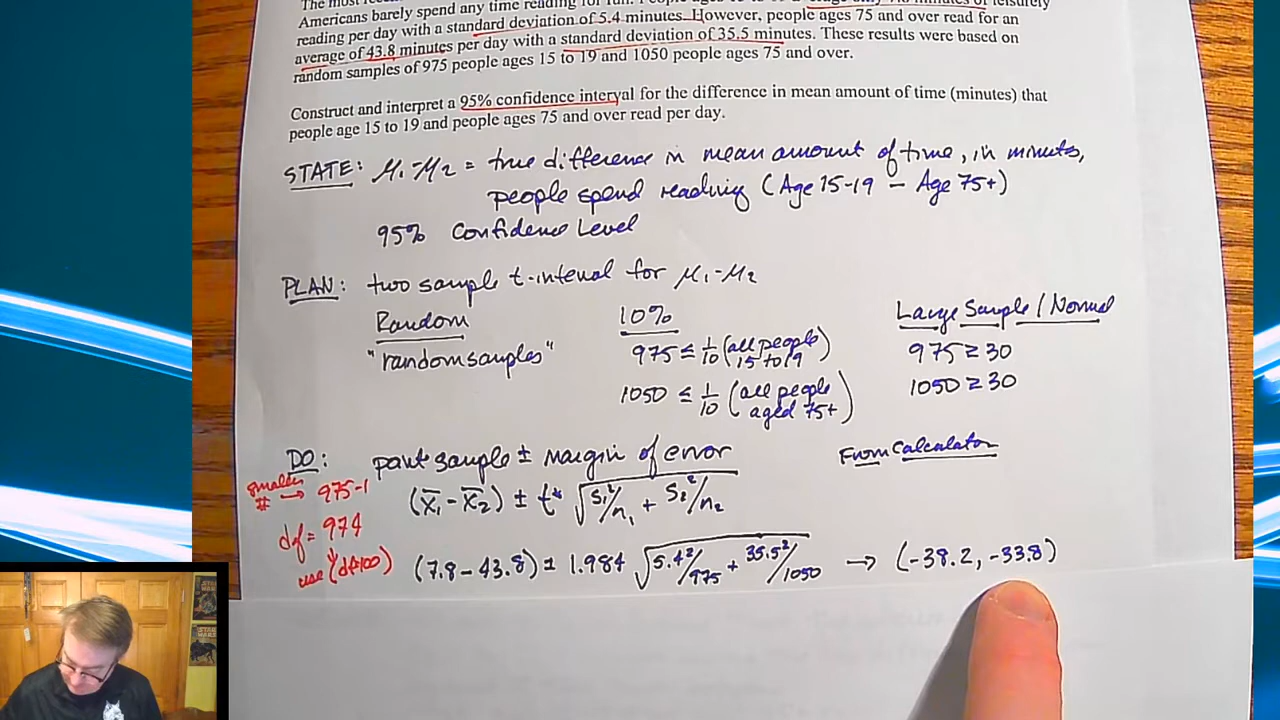 Americans barely spend any time reading for fun. People ages 15 to 19 average only 7.8 minutes of leisurely
reading per day with a standard deviation of 5.4 minutes. However, people ages 75 and over read for an
average of 43.8 minutes per day with a standard deviation of 35.5 minutes. These results were based on
random samples of 975 people ages 15 to 19 and 1050 people ages 75 and over.
Construct and interpret a 95% confidence interval for the difference in mean amount of time (minutes) that
people age 15 to 19 and people ages 75 and over read per day.
STATE: μ1-μ2 = true difference in mean amount of time, in minutes,
people spend reading (Age 15-19 - Age 75+)
95% Confidence Level
PLAN: two sample t-inteval for μ1-μ2
Random
"random samples"
10%
975 ≤ 1/10 (all people 15 to 19)
1050 ≤ 1/10 (all people aged 75+)
Large Sample / Normal
975 ≥ 30
1050 ≥ 30
DO: point sample ± margin of error
From Calculator
smaller # → 975-1
(x̄1 - x̄2) ± t* √(s1²/n1 + s2²/n2)
df = 974
use (df=100)
(7.8-43.8) ± 1.984 √(5.4²/975 + 35.5²/1050) → (-38.2, -33.8)